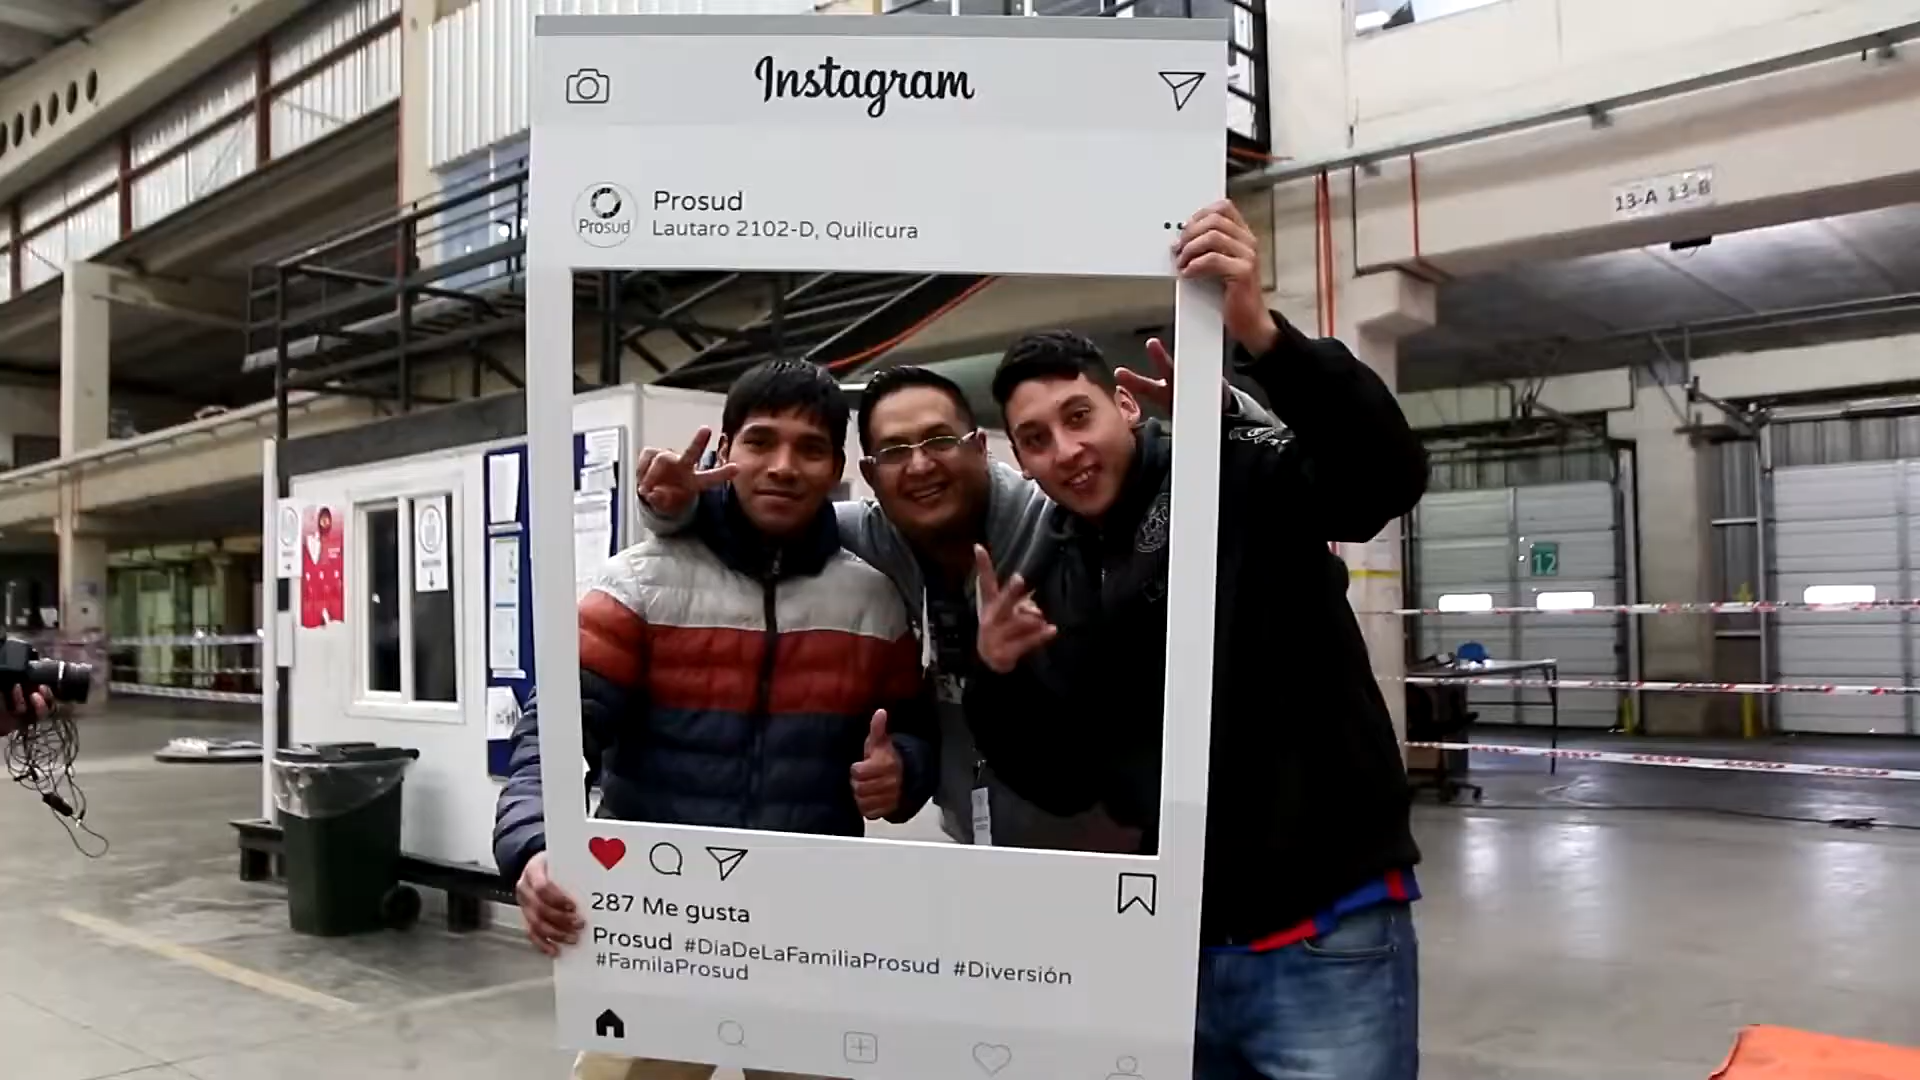 Instagram
Prosud
Prosud
Lautaro 2102-D, Quilicura
13-A 13-B
12
287 Me gusta
Prosud #DiaDeLaFamiliaProsud #Diversión
#FamilaProsud